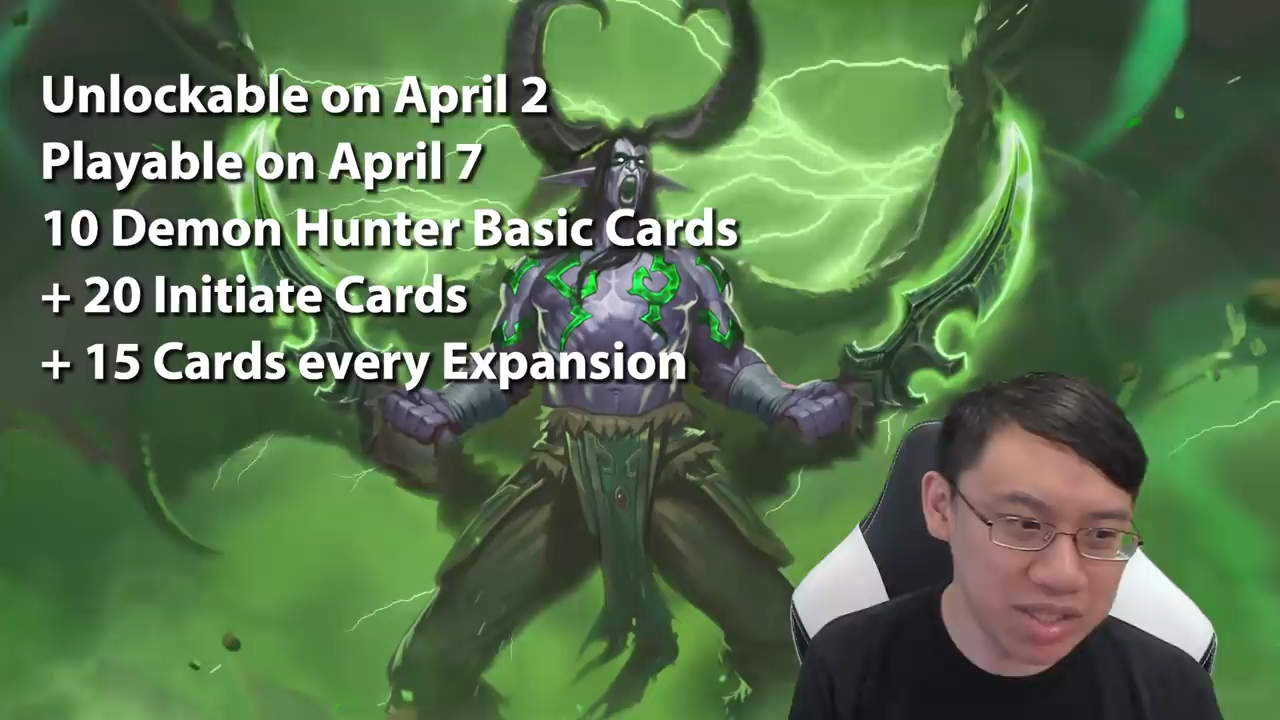 Unlockable on April 2
Playable on April 7
10 Demon Hunter Basic Cards
+ 20 Initiate Cards
+ 15 Cards every Expansion